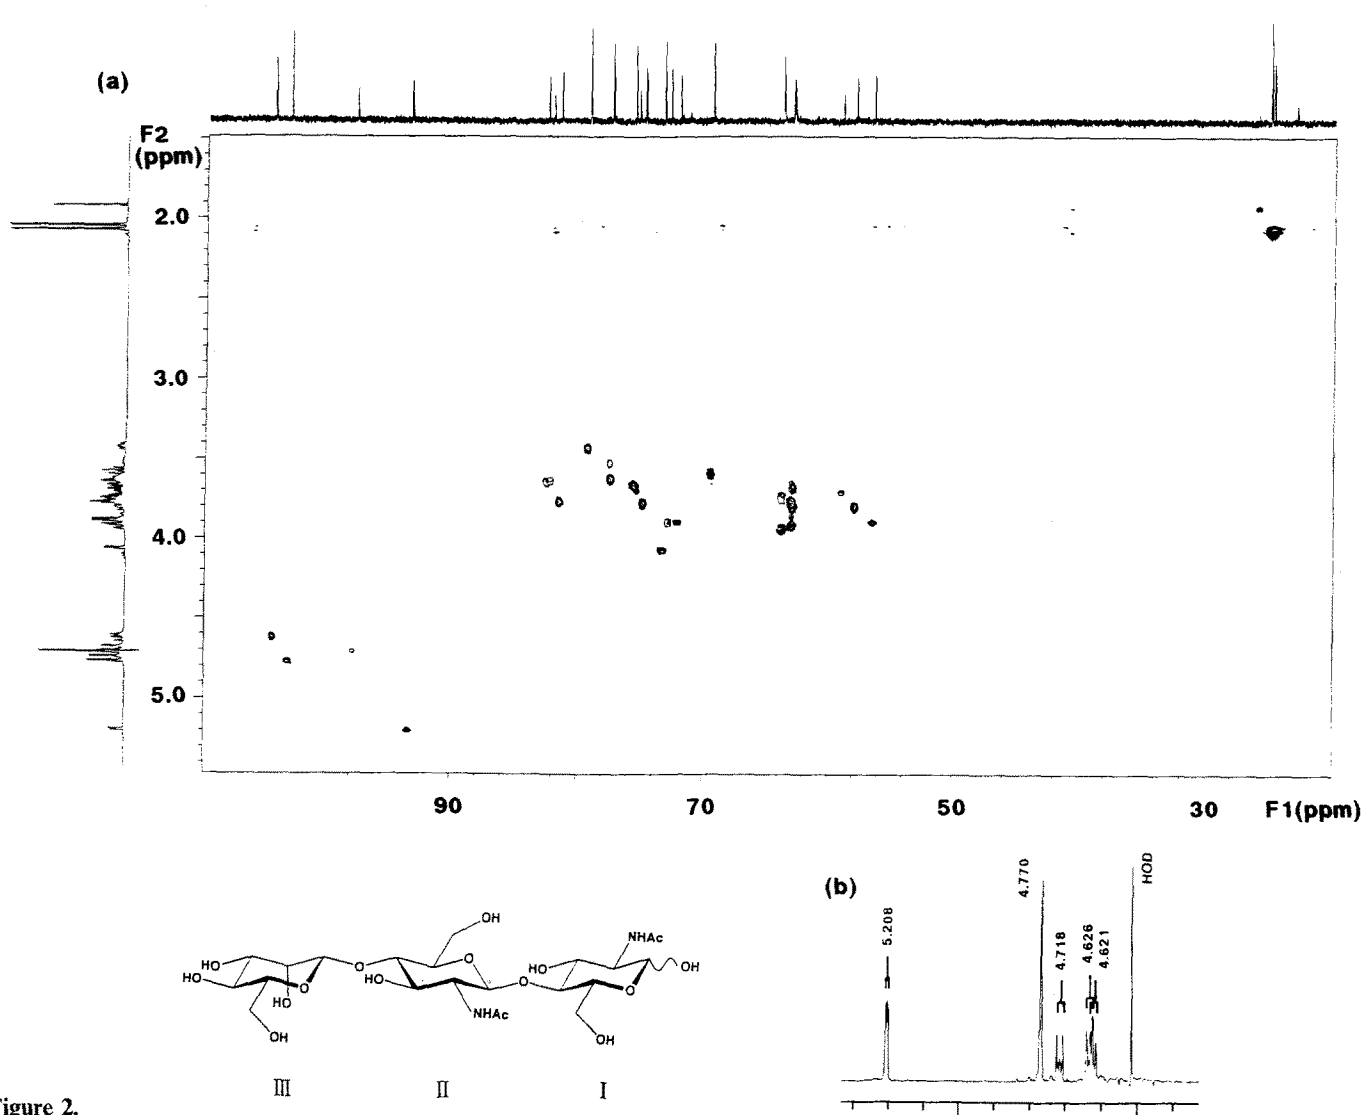 (a)
F2
(ppm)
2.0
3.0
4.0
5.0
90 70 50 30 F1(ppm)
(b)
5.208
4.770
4.718
4.626
4.621
HOD
OH
NHAc
HO O O HO OH
HO O HO O O
HO NHAc
OH OH
III II I
igure 2.